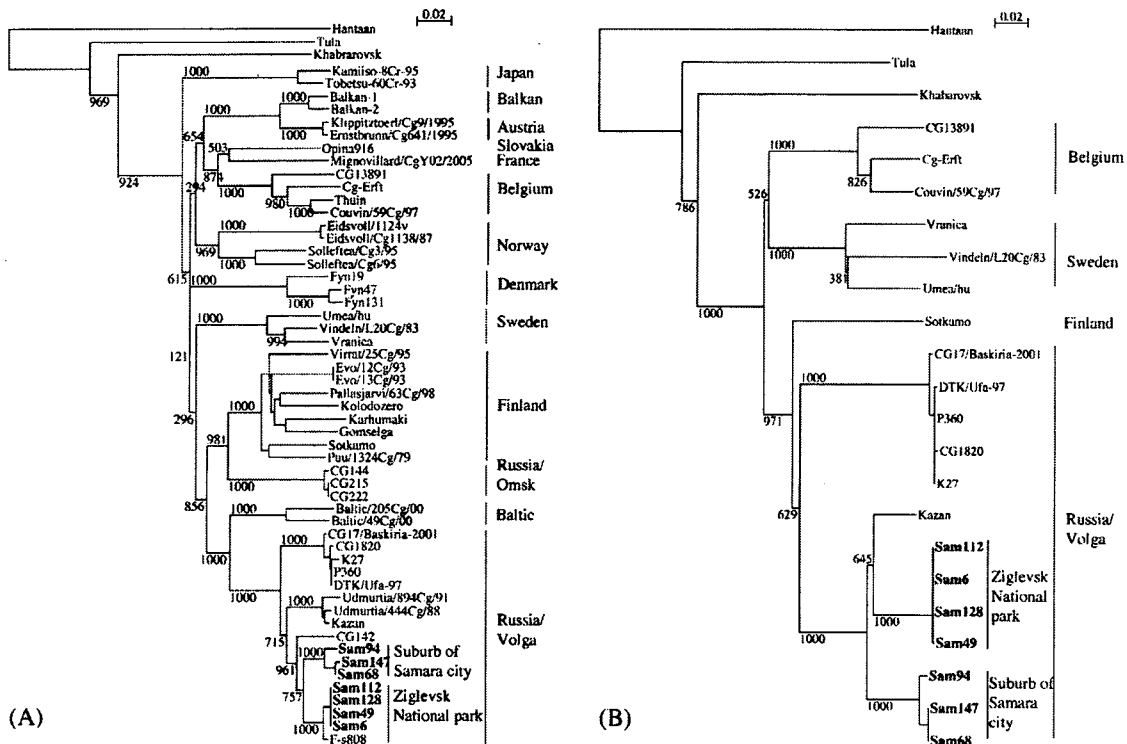 0.02
Hantaan
Tula
Khabrarovsk
Kamiiso-8Cr-95
Tobetsu-60Cr-93
Japan
Balkan-1
Balkan-2
Balkan
Klippitztoerl/Cg9/1995
Ernstbrunn/Cg641/1995
Austria
Opina916
Slovakia
Mignovillard/CgY02/2005
France
CG13891
Cg-Erft
Thuin
Couvin/59Cg/97
Belgium
Eidsvoll/1124v
Eidsvoll/Cg1138/87
Solleftea/Cg3/95
Solleftea/Cg6/95
Norway
Fyn19
Fyn47
Fyn131
Denmark
Umea/hu
Vindeln/L20Cg/83
Vranica
Sweden
Virrat/25Cg/95
Evo/12Cg/93
Evo/13Cg/93
Pallasjarvi/63Cg/98
Kolodozero
Karhumaki
Gomselga
Sotkamo
Puu/1324Cg/79
Finland
CG144
CG215
CG222
Russia/
Omsk
Baltic/205Cg/00
Baltic/49Cg/00
Baltic
CG17/Baskiria-2001
CG1820
K27
P360
DTK/Ufa-97
Udmurtia/894Cg/91
Udmurtia/444Cg/88
Kazan
CG142
Sam94
Sam147
Sam68
Suburb of
Samara city
Sam112
Sam128
Sam49
Sam6
F-s808
Ziglevsk
National park
Russia/
Volga
969
924
1000
654
1000
1000
503
874
1000
980
1000
294
1000
969
1000
615
1000
1000
121
1000
994
296
981
1000
1000
856
1000
1000
1000
1000
1000
715
961
1000
757
1000
(A)
0.02
Hantaan
Tula
Khabarovsk
CG13891
Cg-Erft
Couvin/59Cg/97
Belgium
Vranica
Vindeln/L20Cg/83
Umea/hu
Sweden
Sotkamo
Finland
CG17/Baskiria-2001
DTK/Ufa-97
P360
CG1820
K27
Kazan
Sam112
Sam6
Sam128
Sam49
Ziglevsk
National
park
Sam94
Sam147
Sam68
Suburb of
Samara
city
Russia/
Volga
786
1000
526
1000
826
1000
381
971
1000
629
645
1000
1000
1000
(B)